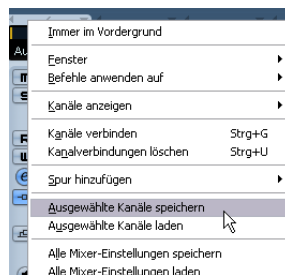 Immer im Vordergrund
Au
Fenster
Befehle anwenden auf
Kanäle anzeigen
Kanäle verbinden Strg+G
Kanalverbindungen löschen Strg+U
Spur hinzufügen
Ausgewählte Kanäle speichern
Ausgewählte Kanäle laden
Alle Mixer-Einstellungen speichern
Alle Mixer-Einstellungen laden